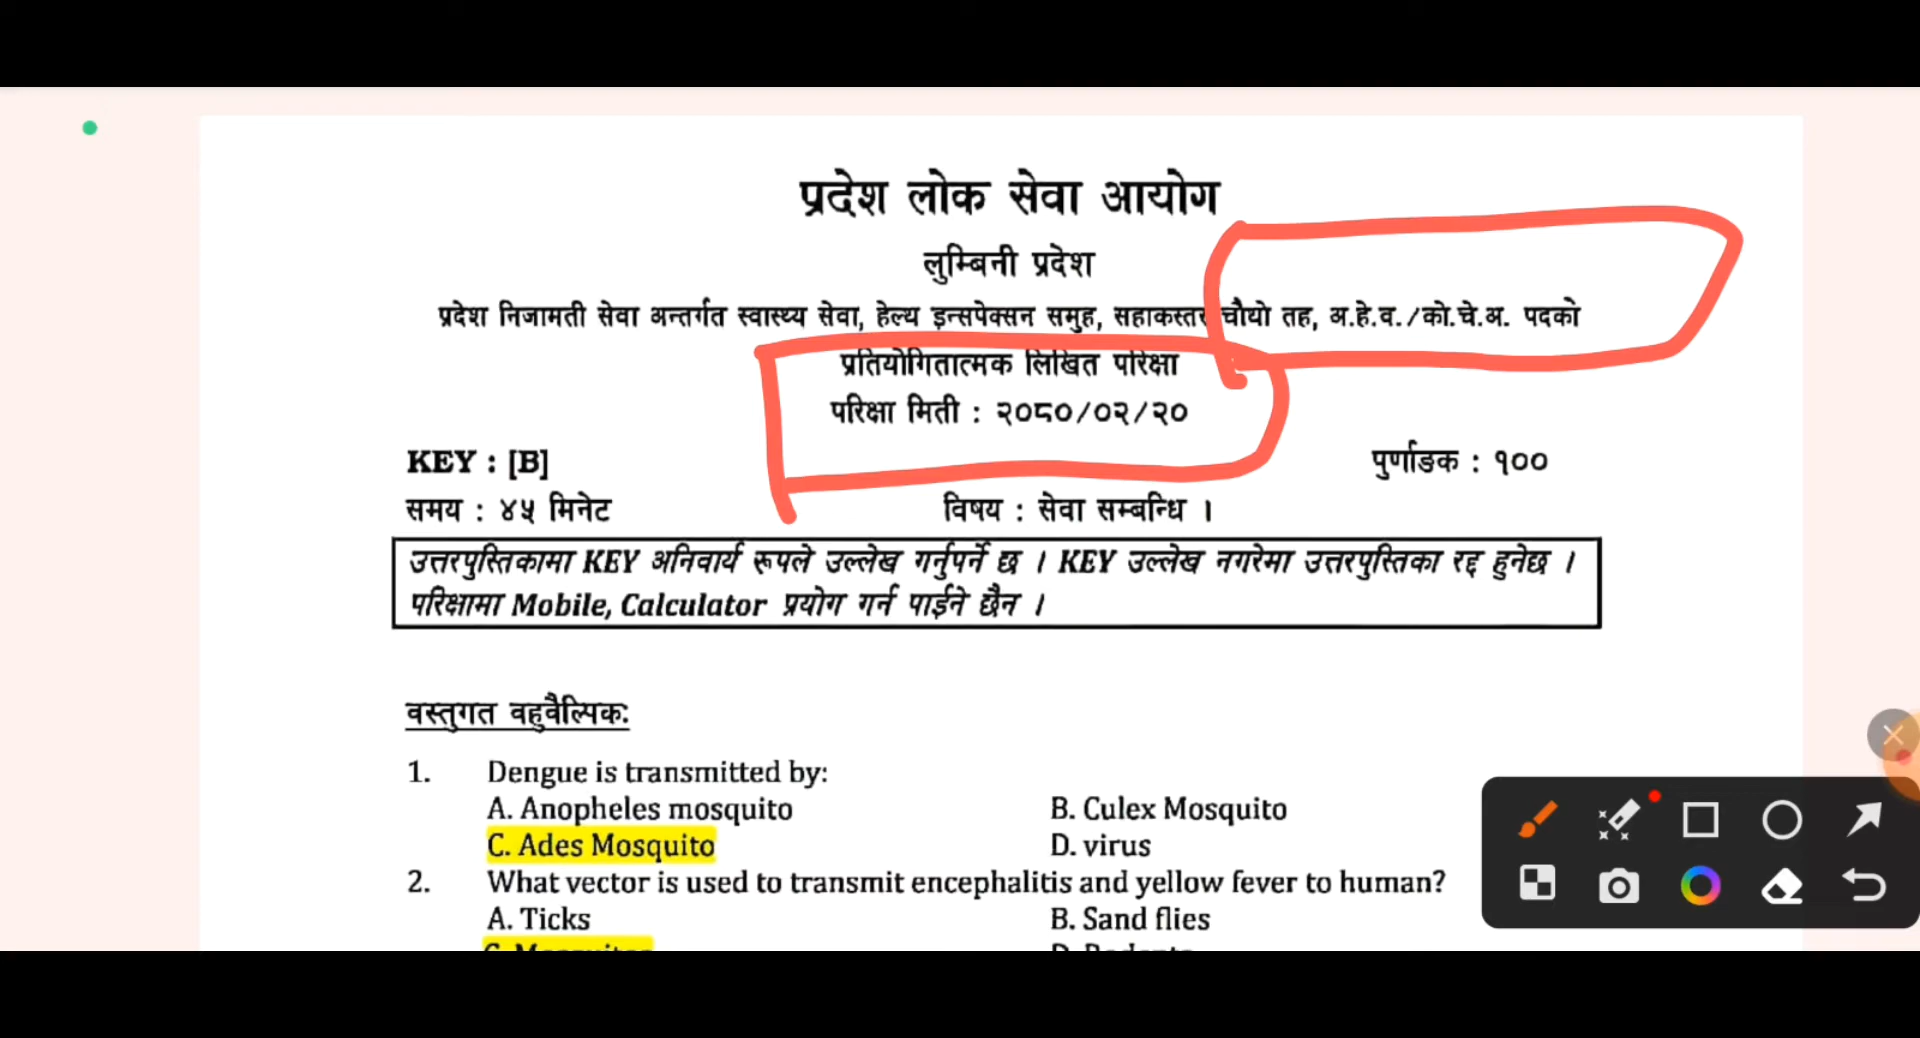 प्रदेश लोक सेवा आयोग
लुम्बिनी प्रदेश
प्रदेश निजामती सेवा अन्तर्गत स्वास्थ्य सेवा, हेल्थ इन्सपेक्सन समुह, सहाकस्तर चौथो तह, अ.हे.व./को.चे.अ. पदको
प्रतियोगितात्मक लिखित परिक्षा
परिक्षा मिती : २०८०/०२/२०
KEY : [B] पुर्णाङक : १००
समय : ४५ मिनेट विषय : सेवा सम्बन्धि ।
उत्तरपुस्तिकामा KEY अनिवार्य रूपले उल्लेख गर्नुपर्ने छ । KEY उल्लेख नगरेमा उत्तरपुस्तिका रद्द हुनेछ ।
परिक्षामा Mobile, Calculator प्रयोग गर्न पाईने छैन ।
वस्तुगत वहुवैल्पिक:
1. Dengue is transmitted by:
A. Anopheles mosquito B. Culex Mosquito
C. Ades Mosquito D. virus
2. What vector is used to transmit encephalitis and yellow fever to human?
A. Ticks B. Sand flies